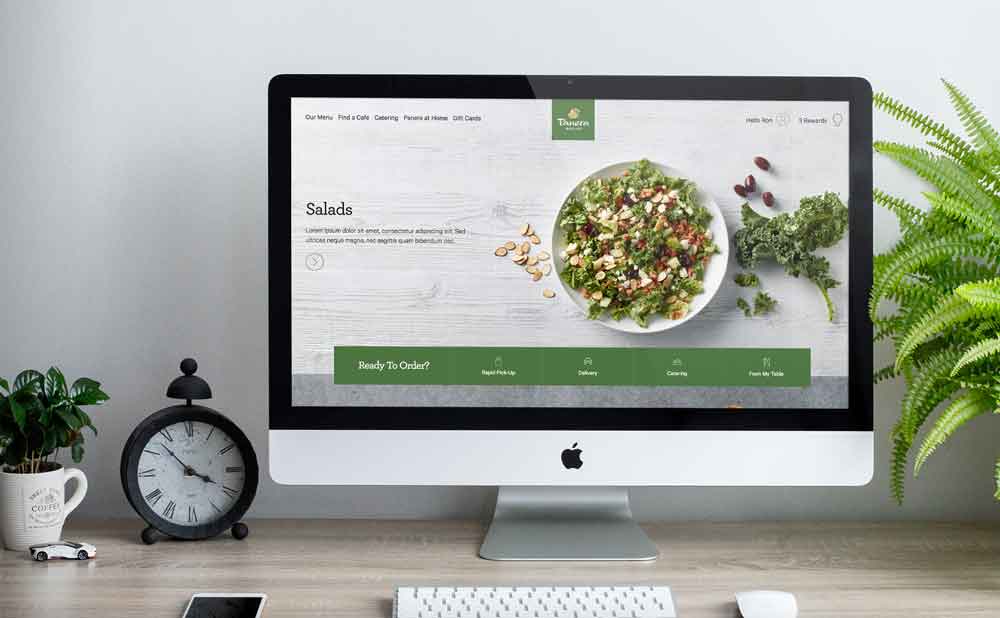 Our Menu Find a Cafe Catering Panera at Home Gift Cards
Panera
BREAD
Hello Ron
3 Rewards
Salads
Lorem ipsum dolor sit amet, consectetur adipiscing elit. Sed
ultrices neque magna, nec sagittis quam bibendum nec.
Ready To Order?
Rapid Pick-Up
Delivery
Catering
From My Table
COFFEE